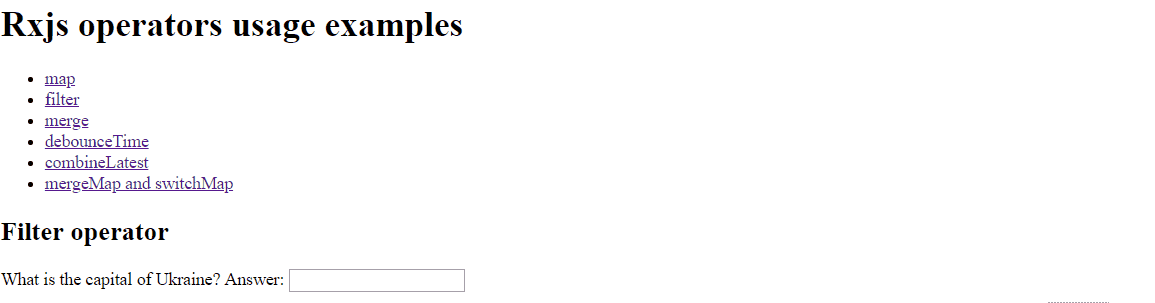 Rxjs operators usage examples
map
filter
merge
debounceTime
combineLatest
mergeMap and switchMap
Filter operator
What is the capital of Ukraine? Answer: